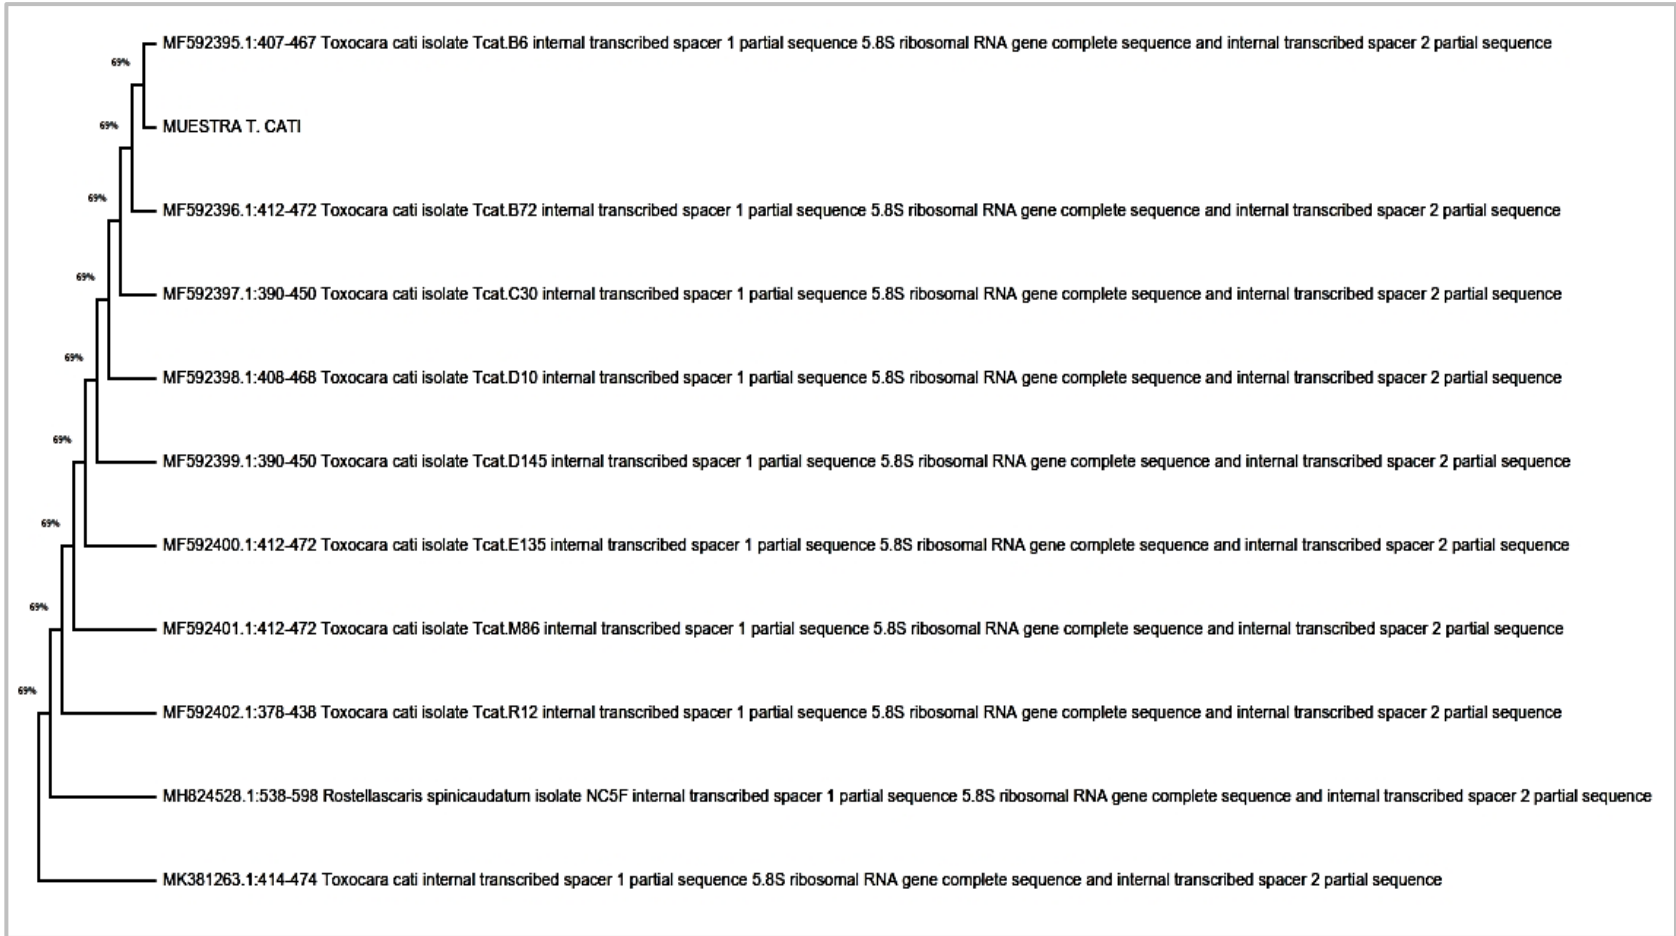 MF592395.1:407-467 Toxocara cati isolate Tcat.B6 internal transcribed spacer 1 partial sequence 5.8S ribosomal RNA gene complete sequence and internal transcribed spacer 2 partial sequence
69%
69%
MUESTRA T. CATI
69%
MF592396.1:412-472 Toxocara cati isolate Tcat.B72 internal transcribed spacer 1 partial sequence 5.8S ribosomal RNA gene complete sequence and internal transcribed spacer 2 partial sequence
69%
MF592397.1:390-450 Toxocara cati isolate Tcat.C30 internal transcribed spacer 1 partial sequence 5.8S ribosomal RNA gene complete sequence and internal transcribed spacer 2 partial sequence
69%
MF592398.1:408-468 Toxocara cati isolate Tcat.D10 internal transcribed spacer 1 partial sequence 5.8S ribosomal RNA gene complete sequence and internal transcribed spacer 2 partial sequence
69%
MF592399.1:390-450 Toxocara cati isolate Tcat.D145 internal transcribed spacer 1 partial sequence 5.8S ribosomal RNA gene complete sequence and internal transcribed spacer 2 partial sequence
69%
MF592400.1:412-472 Toxocara cati isolate Tcat.E135 internal transcribed spacer 1 partial sequence 5.8S ribosomal RNA gene complete sequence and internal transcribed spacer 2 partial sequence
69%
MF592401.1:412-472 Toxocara cati isolate Tcat.M86 internal transcribed spacer 1 partial sequence 5.8S ribosomal RNA gene complete sequence and internal transcribed spacer 2 partial sequence
69%
MF592402.1:378-438 Toxocara cati isolate Tcat.R12 internal transcribed spacer 1 partial sequence 5.8S ribosomal RNA gene complete sequence and internal transcribed spacer 2 partial sequence
MH824528.1:538-598 Rostellascaris spinicaudatum isolate NC5F internal transcribed spacer 1 partial sequence 5.8S ribosomal RNA gene complete sequence and internal transcribed spacer 2 partial sequence
MK381263.1:414-474 Toxocara cati internal transcribed spacer 1 partial sequence 5.8S ribosomal RNA gene complete sequence and internal transcribed spacer 2 partial sequence